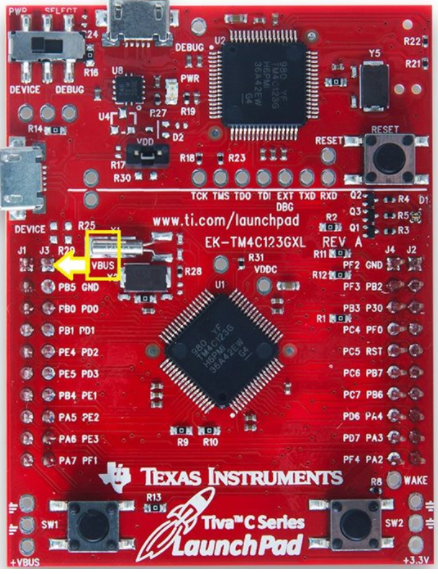 PWR SELECT
C24
R16
DEVICE DEBUG
R14
DEBUG
U8
PWR
U4
R27
R19
D2
VDD
R17
R30
R18
R23
U2
Y5
R22
R21
RESET
RESET
TCK TMS TDO TDI EXT TXD RXD
DBG
Q2
Q1
Q3
R4
R5
R3
D1
www.ti.com/launchpad
EK-TM4C123GXL REV A
DEVICE
R25
R29
J1 J3
VBUS
R28
R31
VDDC
U1
R2
R11
R12
R1
J4 J2
PB5 GND
PB0 PD0
PB1 PD1
PE4 PD2
PE5 PD3
PB4 PE1
PA5 PE2
PA6 PE3
PA7 PF1
PF2 GND
PF3 PB2
PB3
PC4 PF0
PC5 RST
PC6 PB7
PC7 PB6
PD6 PA4
PD7 PA3
PF4 PA2
R9 R10
TEXAS INSTRUMENTS
R13
R8
WAKE
SW1
SW2
Tiva™ C Series
LaunchPad
+VBUS
+3.3V